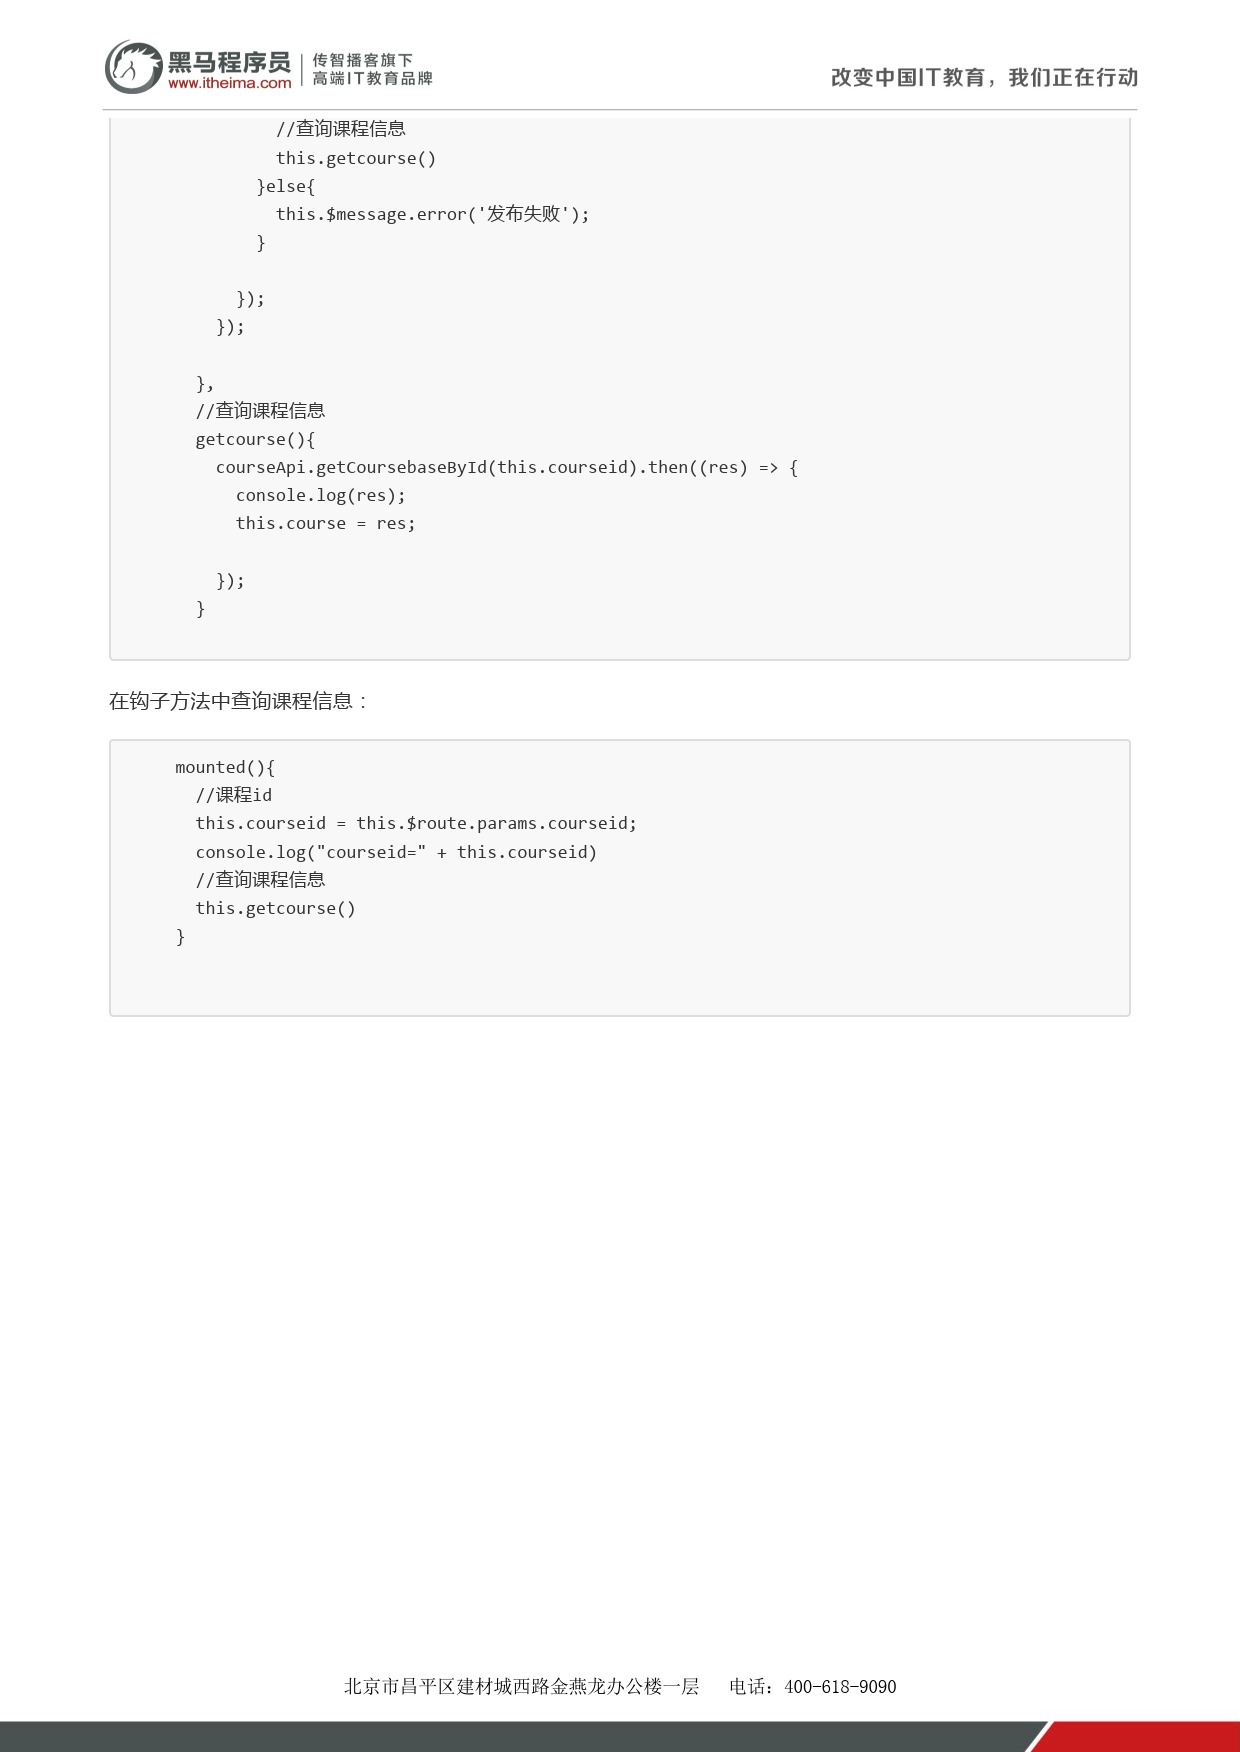 黑马程序员
www.itheima.com
传智播客旗下
高端IT教育品牌
改变中国IT教育，我们正在行动
//查询课程信息
this.getcourse()
}else{
this.$message.error('发布失败');
}
});
});
},
//查询课程信息
getcourse(){
courseApi.getCoursebaseById(this.courseid).then((res) => {
console.log(res);
this.course = res;
});
}
在钩子方法中查询课程信息：
mounted(){
//课程id
this.courseid = this.$route.params.courseid;
console.log("courseid=" + this.courseid)
//查询课程信息
this.getcourse()
}
北京市昌平区建材城西路金燕龙办公楼一层 电话：400-618-9090